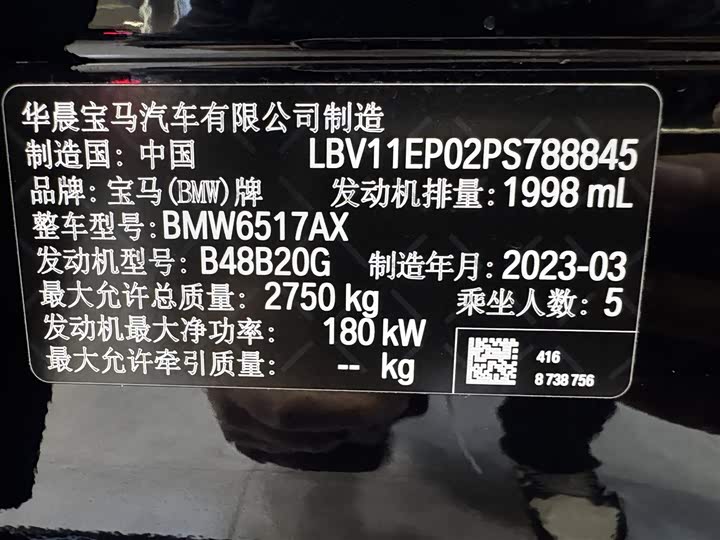 华晨宝马汽车有限公司制造
制造国：中国 LBV11EP02PS788845
品牌：宝马(BMW)牌 发动机排量：1998 mL
整车型号:BMW6517AX
发动机型号：B48B20G 制造年月：2023-03
最大允许总质量：2750 kg 乘坐人数：5
发动机最大净功率： 180 kW
最大允许牵引质量： -- kg
416
8 738 756